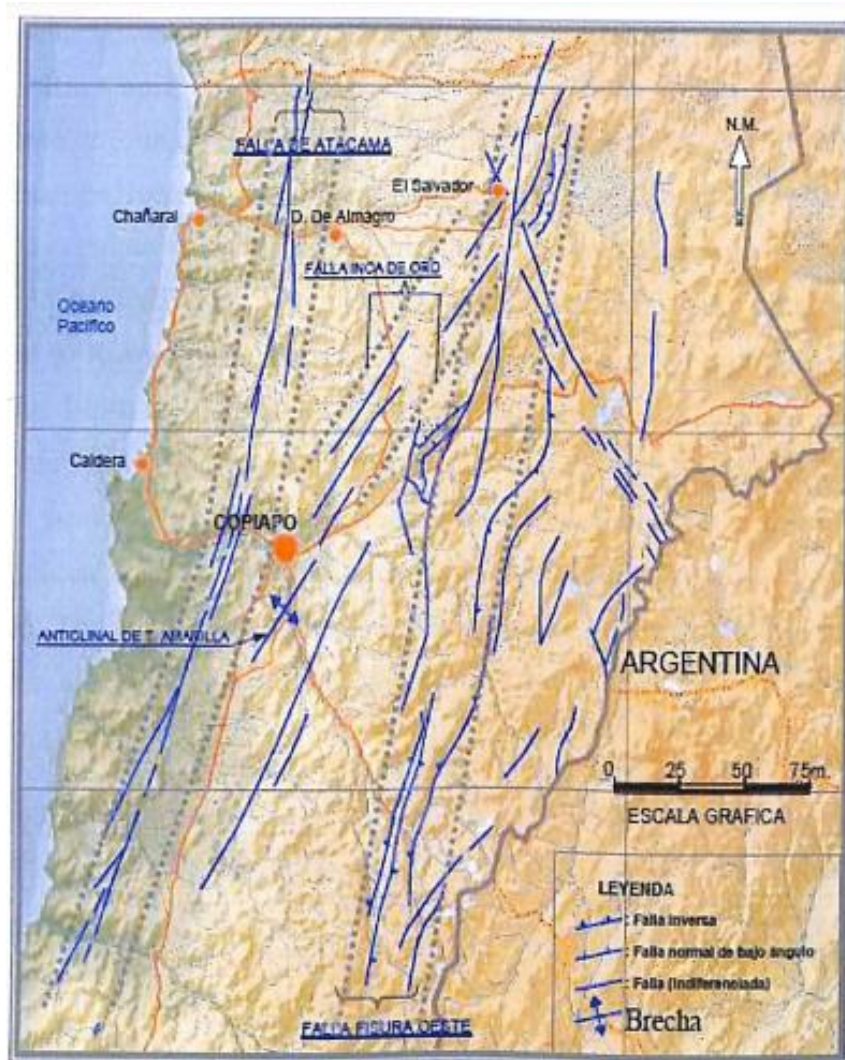 N.M.
FALLA DE ATACAMA
El Salvador
Chañaral
D. De Almagro
FALLA INCA DE ORO
Oceano
Pacifico
Caldera
COPIAPO
ANTICLINAL DE T. AMARILLA
ARGENTINA
0 25 50 75m.
ESCALA GRAFICA
LEYENDA
: Falla inversa
: Falla normal de bajo ángulo
: Falla (Indiferenciada)
Brecha
FALLA FISURA OESTE